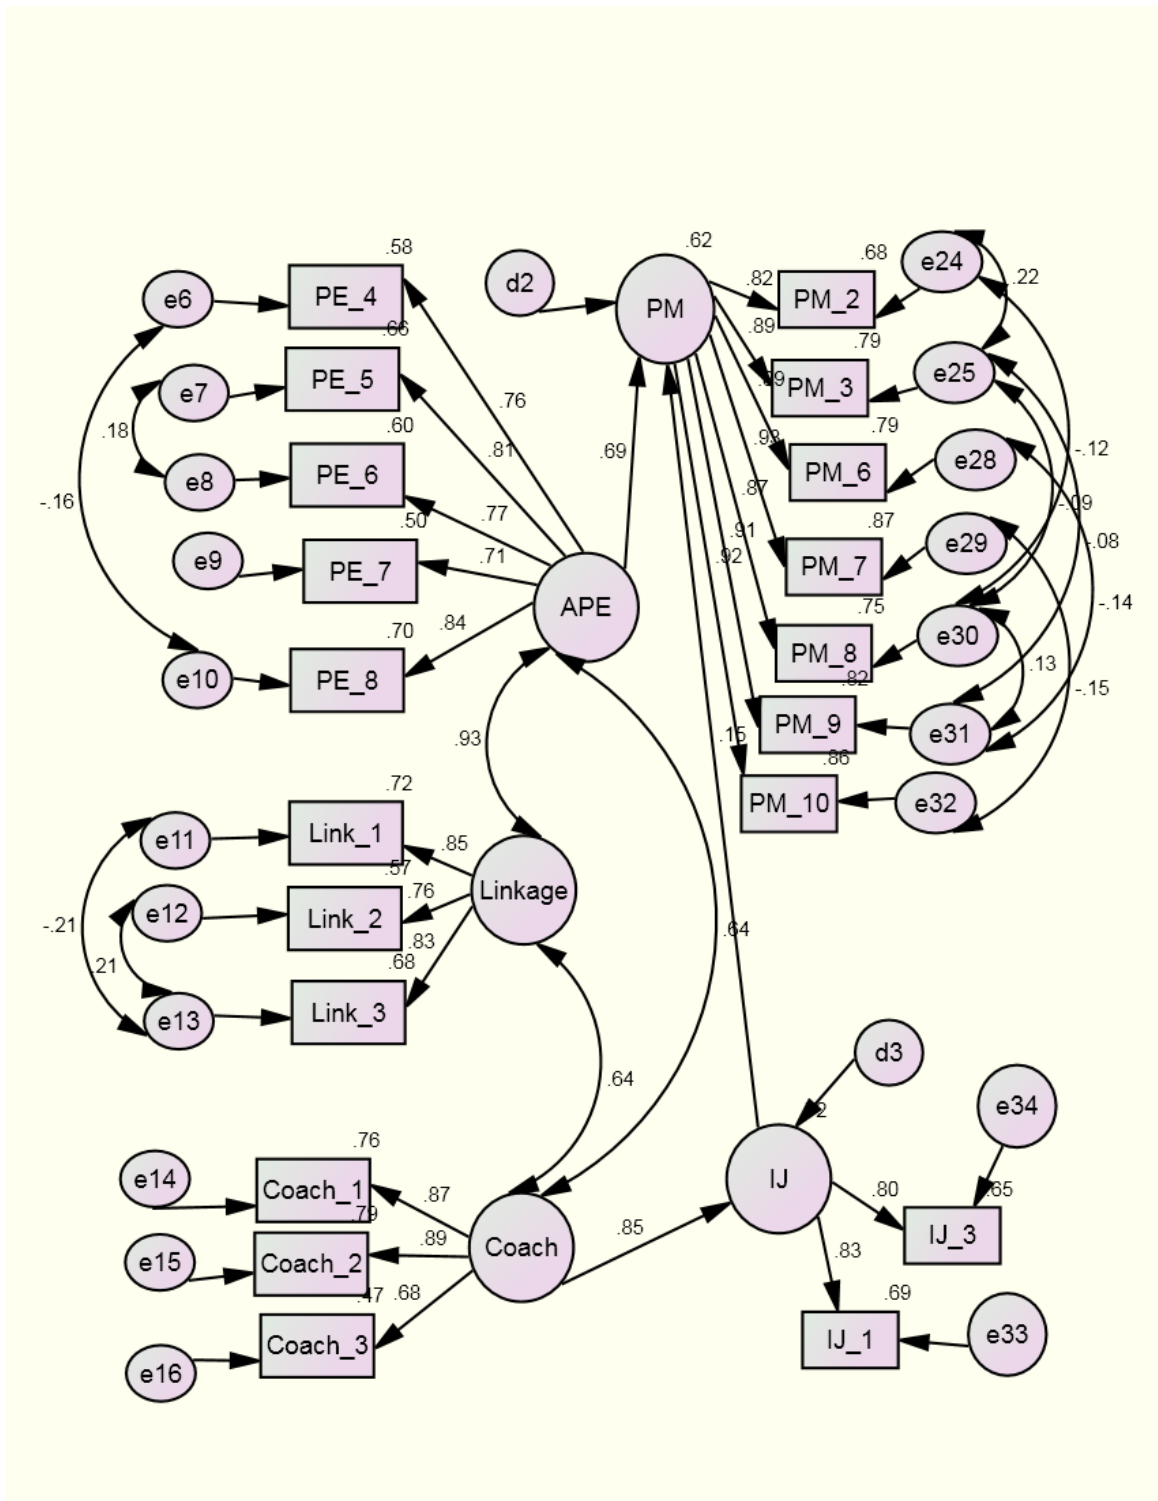 .58
.62
.68
e24
d2
e6
PE_4
PM
.82
PM_2
.22
.66
.89
.79
e7
PE_5
PM_3
e25
.76
.60
.79
.18
.81
.69
.93
-.12
e8
PE_6
PM_6
e28
-.16
.77
.50
.87
.87
-.09
e9
PE_7
.71
.91
PM_7
e29
-.08
.92
APE
.75
-.14
.70
.84
PM_8
e30
e10
PE_8
.82
.13
-.15
.93
.15
PM_9
e31
.86
.72
PM_10
e32
e11
Link_1
.85
.57
.76
Linkage
e12
Link_2
-.21
.83
.64
.21
.68
e13
Link_3
d3
.64
e34
.76
e14
Coach_1
.87
IJ
.80
.65
.79
.89
.85
IJ_3
e15
Coach_2
Coach
.83
.47
.68
.69
e16
Coach_3
IJ_1
e33